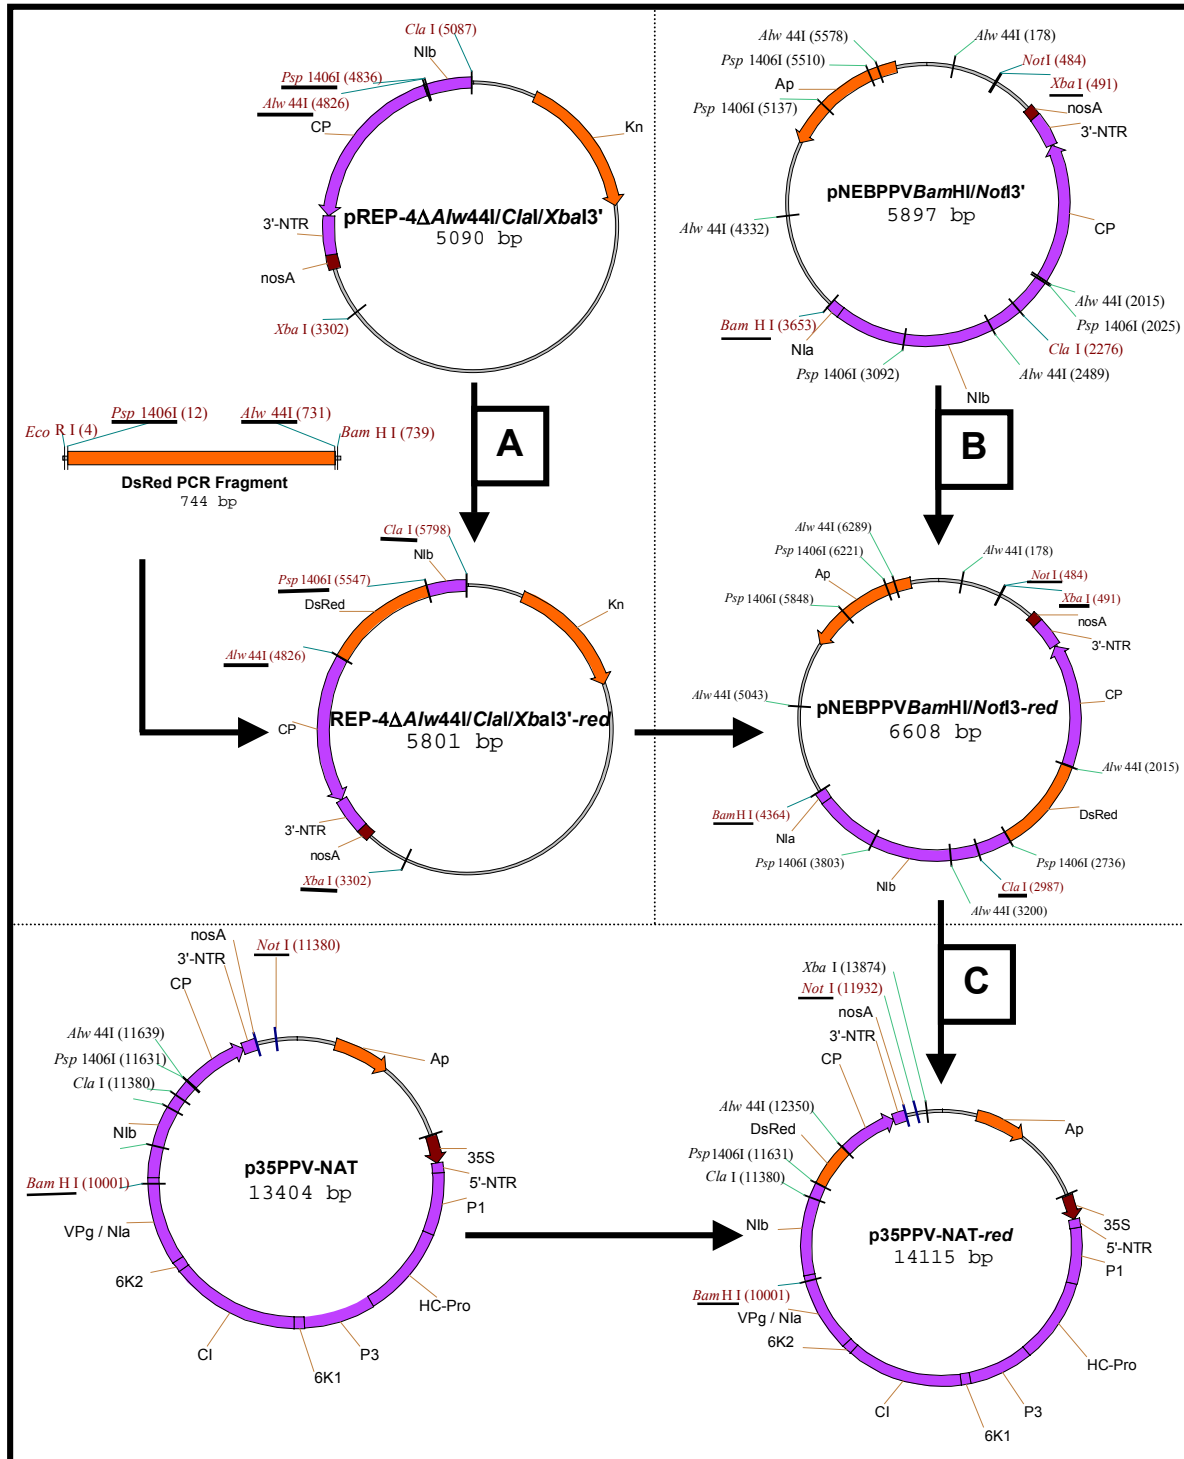 Cla I (5087)
NIb
Psp 1406I (4836)
Alw 44I (4826)
CP
Kn
pREP-4ΔAlw44I/ClaI/XbaI3'
5090 bp
3'-NTR
nosA
Xba I (3302)
Alw 44I (5578)
Alw 44I (178)
Psp 1406I (5510)
Not I (484)
Ap
Xba I (491)
Psp 1406I (5137)
nosA
3'-NTR
pNEBPPVBamHI/NotI3'
5897 bp
Alw 44I (4332)
CP
Alw 44I (2015)
Psp 1406I (2025)
Bam H I (3653)
Cla I (2276)
NIa
Psp 1406I (3092)
Alw 44I (2489)
NIb
A
B
Psp 1406I (12)
Alw 44I (731)
Eco R I (4)
Bam H I (739)
DsRed PCR Fragment
744 bp
Cla I (5798)
NIb
Psp 1406I (5547)
DsRed
Kn
Alw 44I (4826)
REP-4ΔAlw44I/ClaI/XbaI3'-red
5801 bp
CP
3'-NTR
nosA
Xba I (3302)
Alw 44I (6289)
Alw 44I (178)
Psp 1406I (6221)
Ap
Not I (484)
Psp 1406I (5848)
Xba I (491)
nosA
3'-NTR
Alw 44I (5043)
CP
pNEBPPVBamHI/NotI3-red
6608 bp
Alw 44I (2015)
BamH I (4364)
DsRed
NIa
Psp 1406I (3803)
Psp 1406I (2736)
NIb
Cla I (2987)
Alw 44I (3200)
C
nosA
Not I (11380)
3'-NTR
CP
Alw 44I (11639)
Psp 1406I (11631)
Cla I (11380)
Ap
NIb
p35PPV-NAT
13404 bp
35S
5'-NTR
Bam H I (10001)
P1
VPg / NIa
6K2
HC-Pro
CI
P3
6K1
Xba I (13874)
Not I (11932)
nosA
3'-NTR
CP
Alw 44I (12350)
Ap
DsRed
Psp 1406I (11631)
Cla I (11380)
NIb
p35PPV-NAT-red
14115 bp
35S
5'-NTR
P1
Bam H I (10001)
VPg / NIa
6K2
HC-Pro
CI
P3
6K1